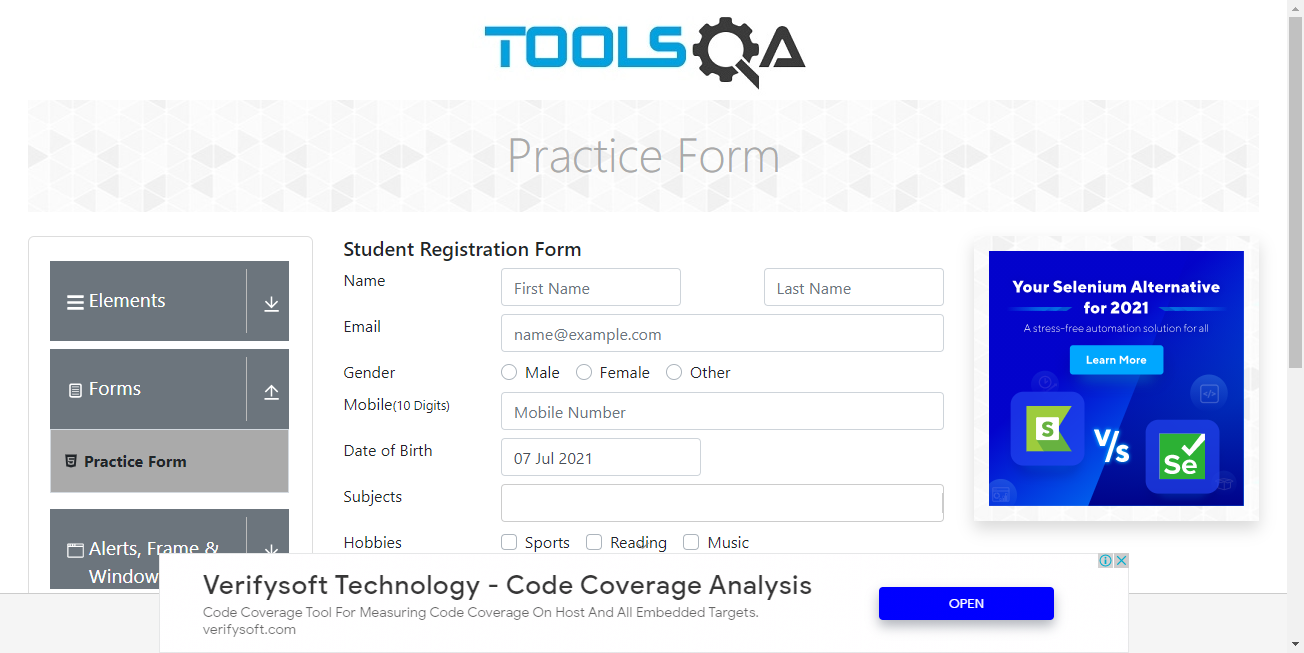 TOOLSQA
Practice Form
Elements
Forms
Practice Form
Alerts, Frame &
Window
Student Registration Form
Name
First Name
Last Name
Email
name@example.com
Gender
Male
Female
Other
Mobile(10 Digits)
Mobile Number
Date of Birth
07 Jul 2021
Subjects
Hobbies
Sports
Reading
Music
Your Selenium Alternative
for 2021
A stress-free automation solution for all
Learn More
S
V/s
Se
Verifysoft Technology - Code Coverage Analysis
Code Coverage Tool For Measuring Code Coverage On Host And All Embedded Targets.
verifysoft.com
OPEN